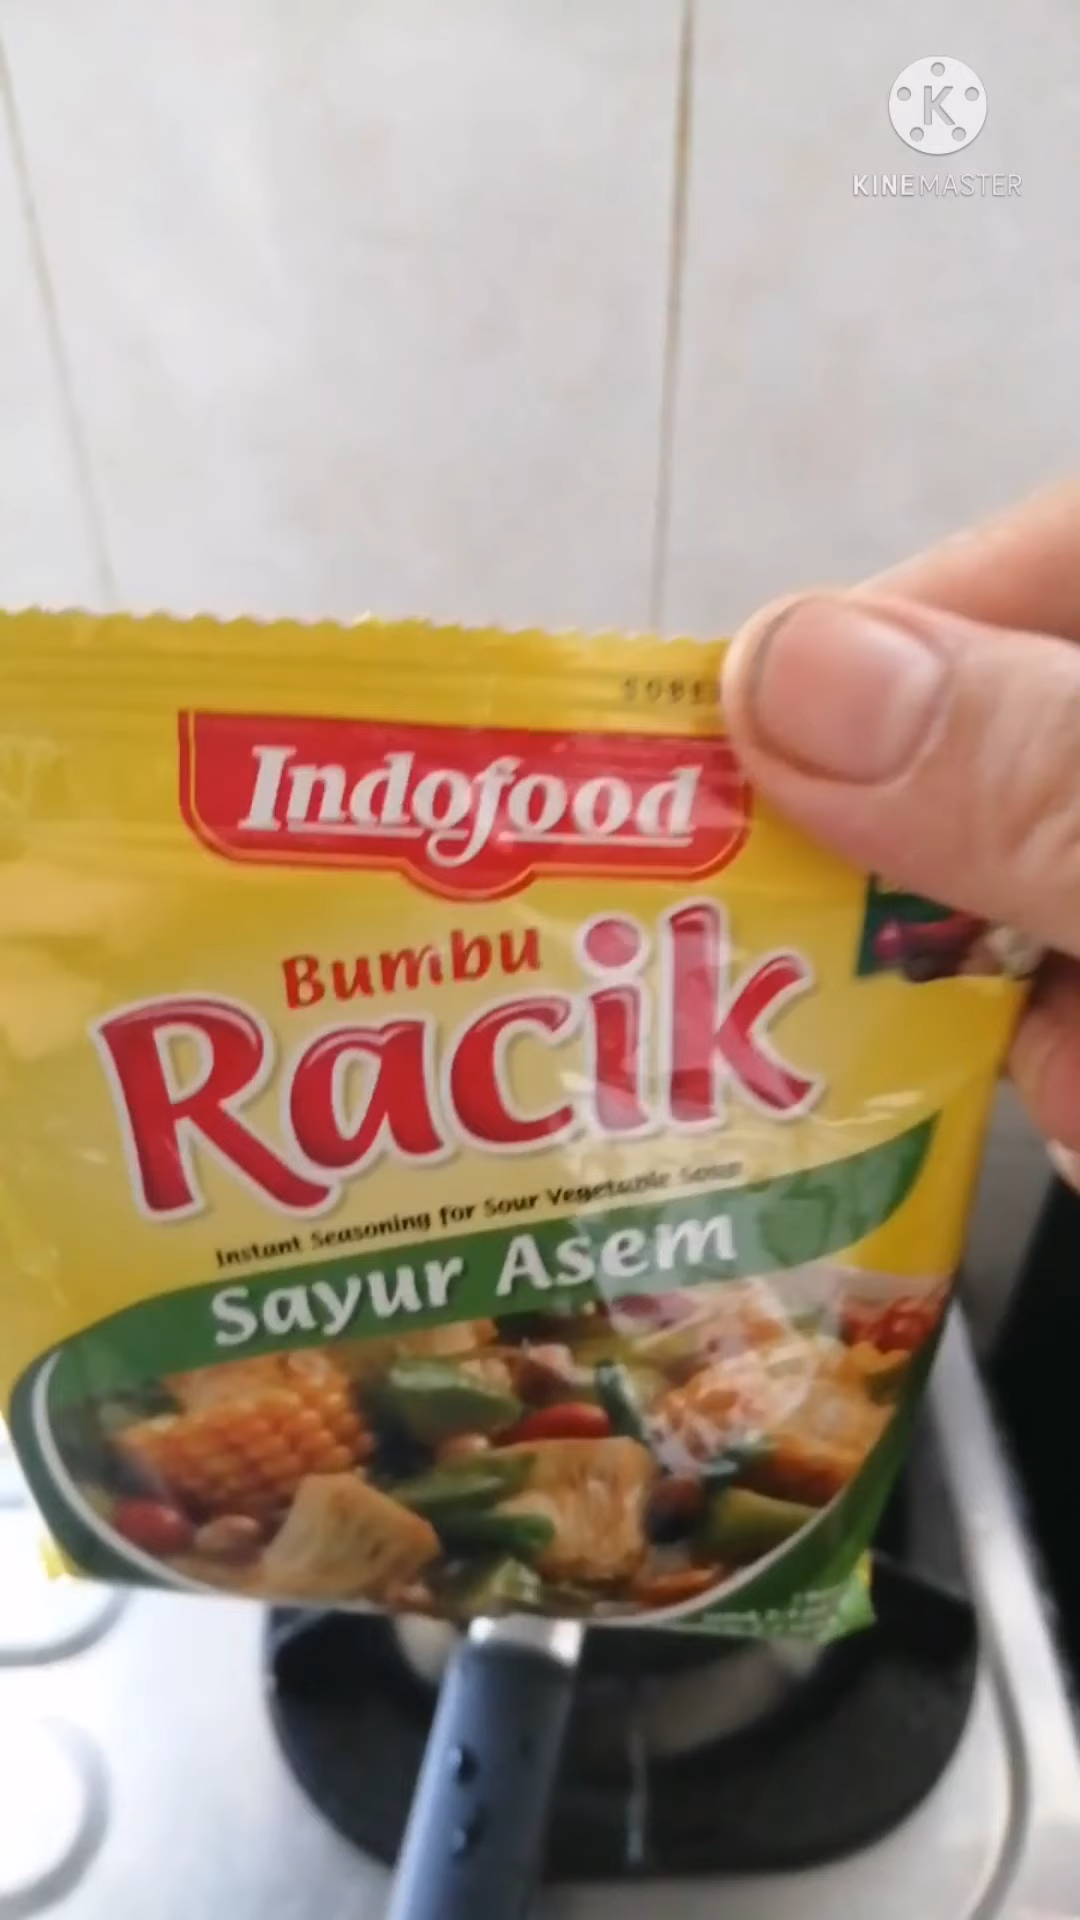 KINEMASTER
Indofood
Bumbu
Racik
Instant Seasoning for Sour Vegetable Soup
Sayur Asem